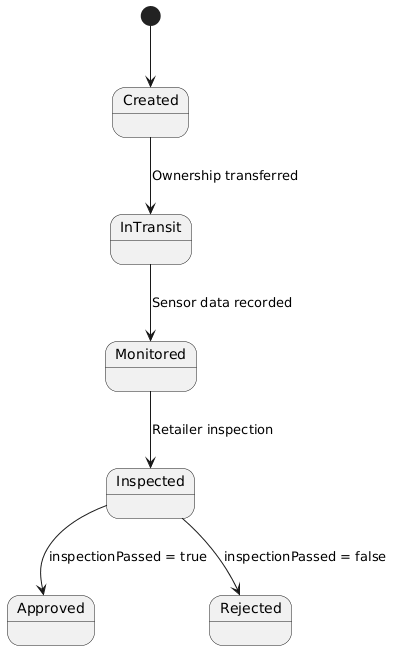 Created
Ownership transferred
InTransit
Sensor data recorded
Monitored
Retailer inspection
Inspected
inspectionPassed = true
inspectionPassed = false
Approved
Rejected